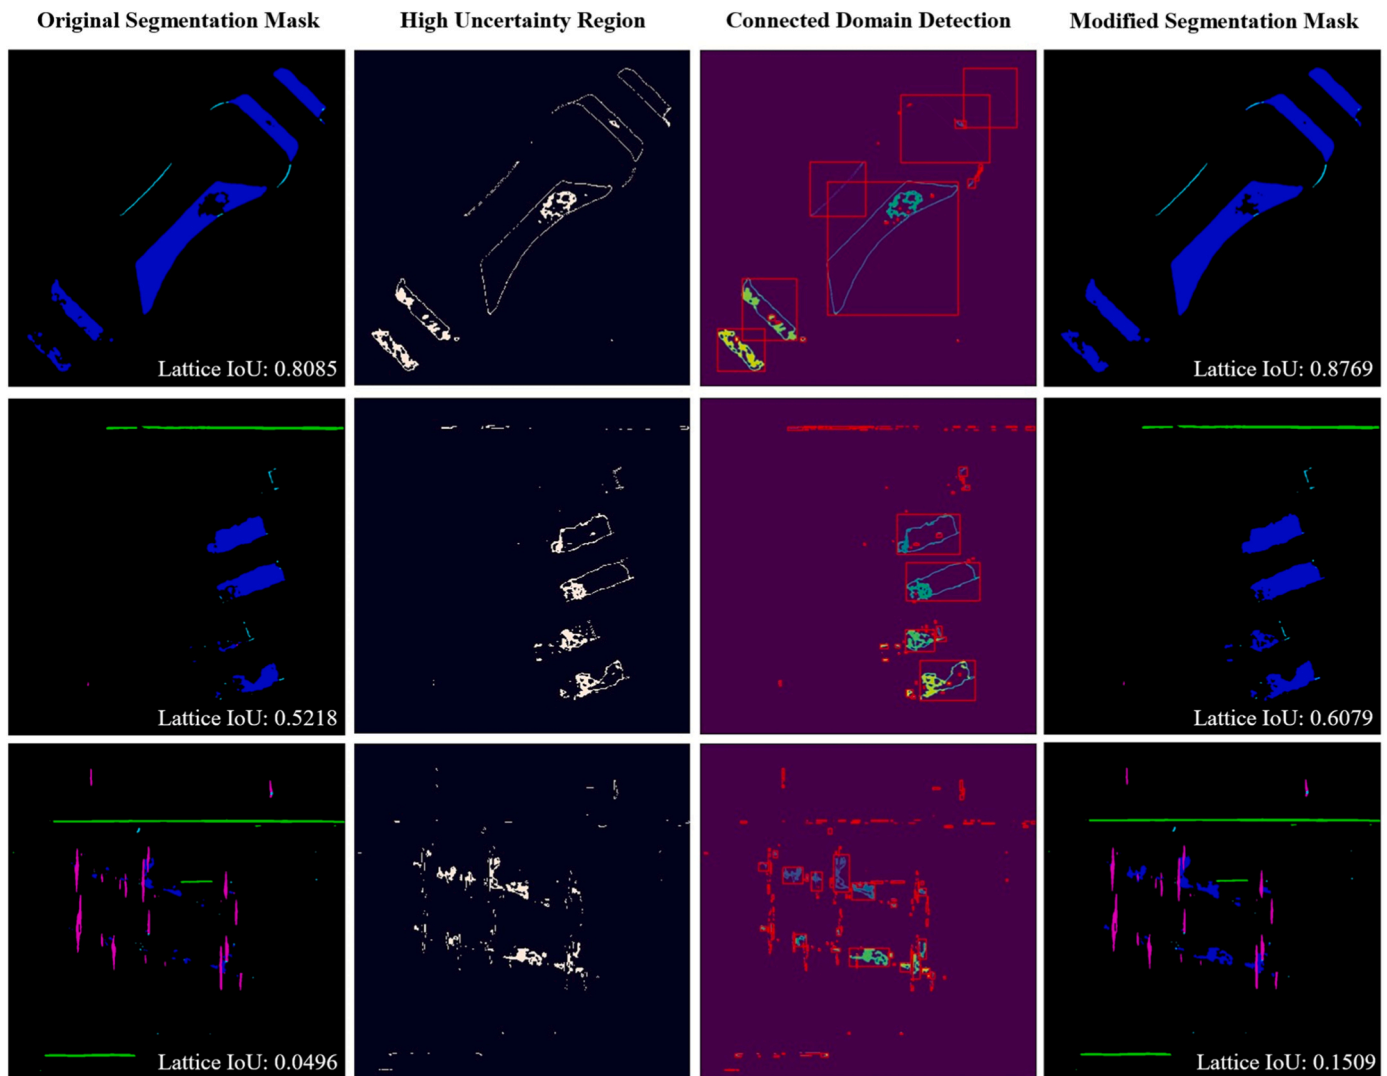 Original Segmentation Mask
High Uncertainty Region
Connected Domain Detection
Modified Segmentation Mask
Lattice IoU: 0.8085
Lattice IoU: 0.8769
Lattice IoU: 0.5218
Lattice IoU: 0.6079
Lattice IoU: 0.0496
Lattice IoU: 0.1509